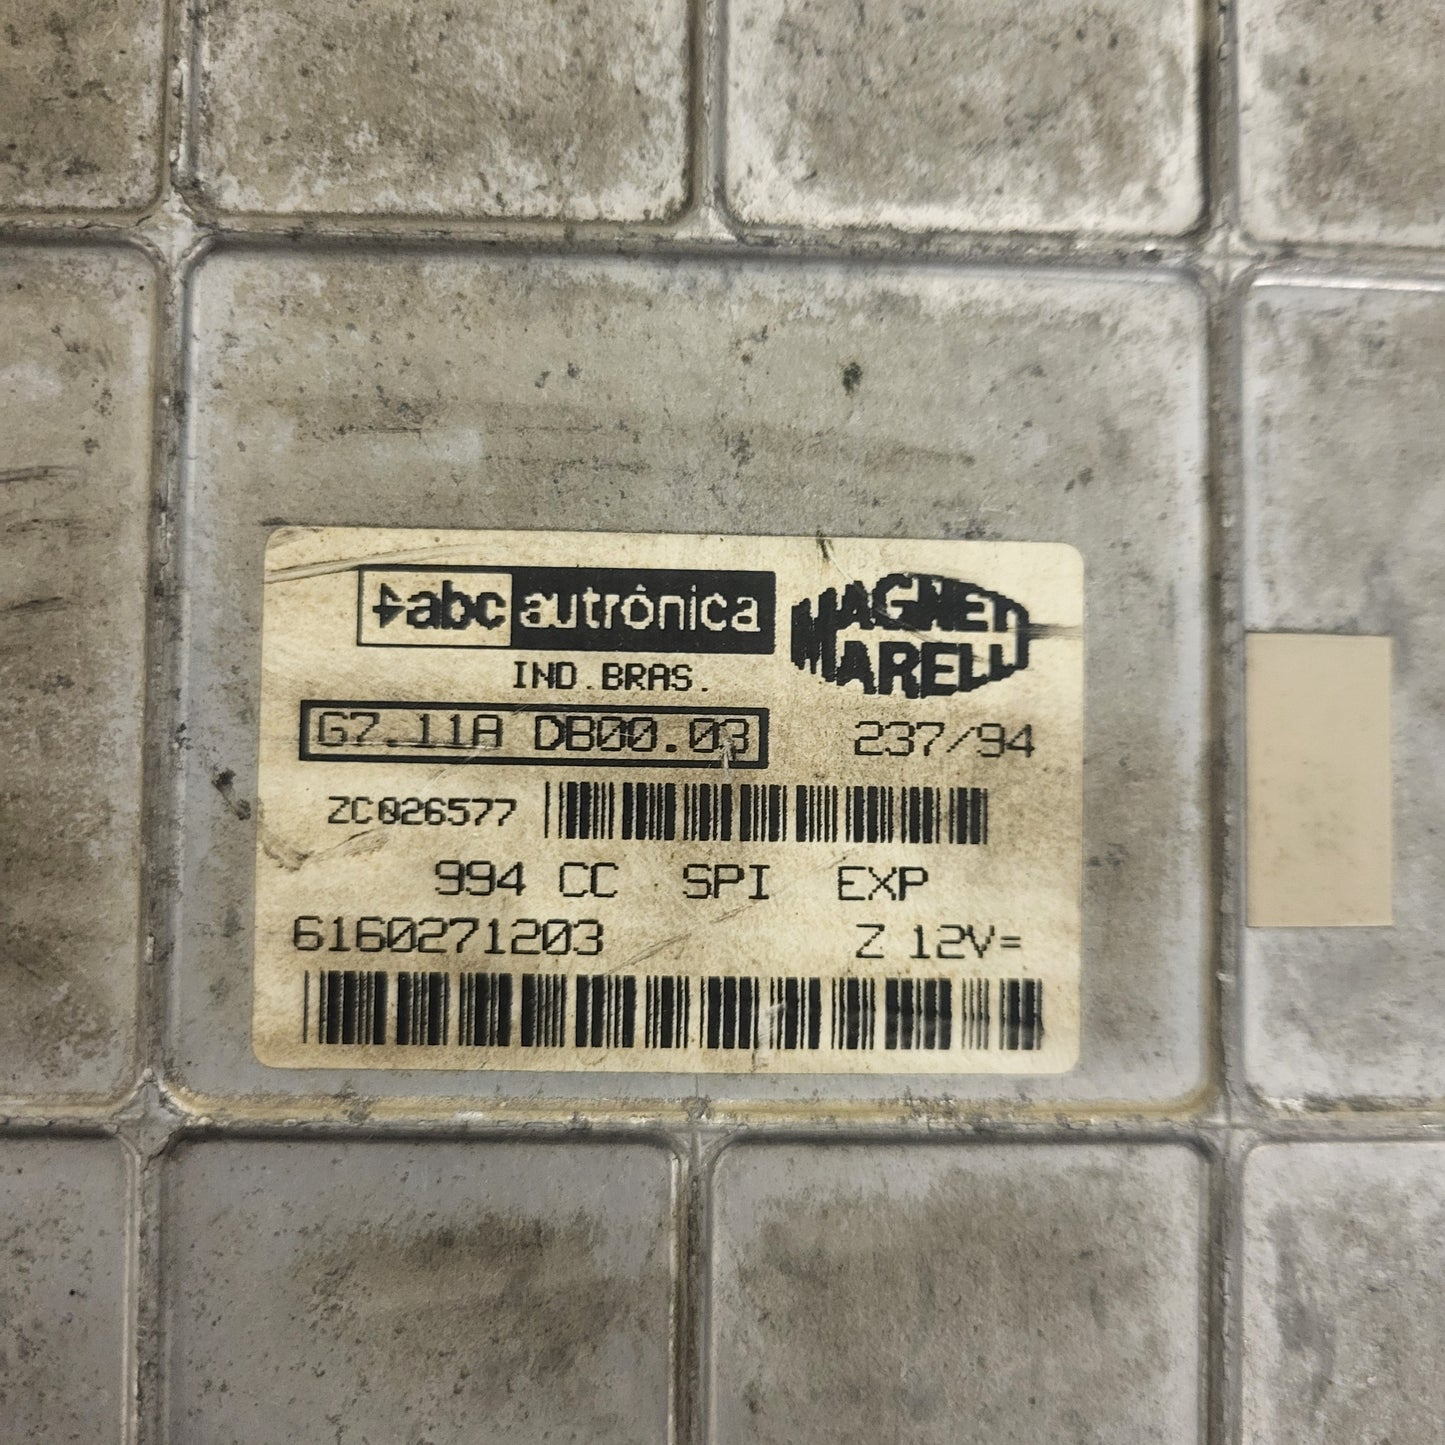 abc autrônica MAGNETI MARELLI
IND.BRAS.
G7.11A DB00.03 237/94
ZC026577
994 CC SPI EXP
6160271203 Z 12V=